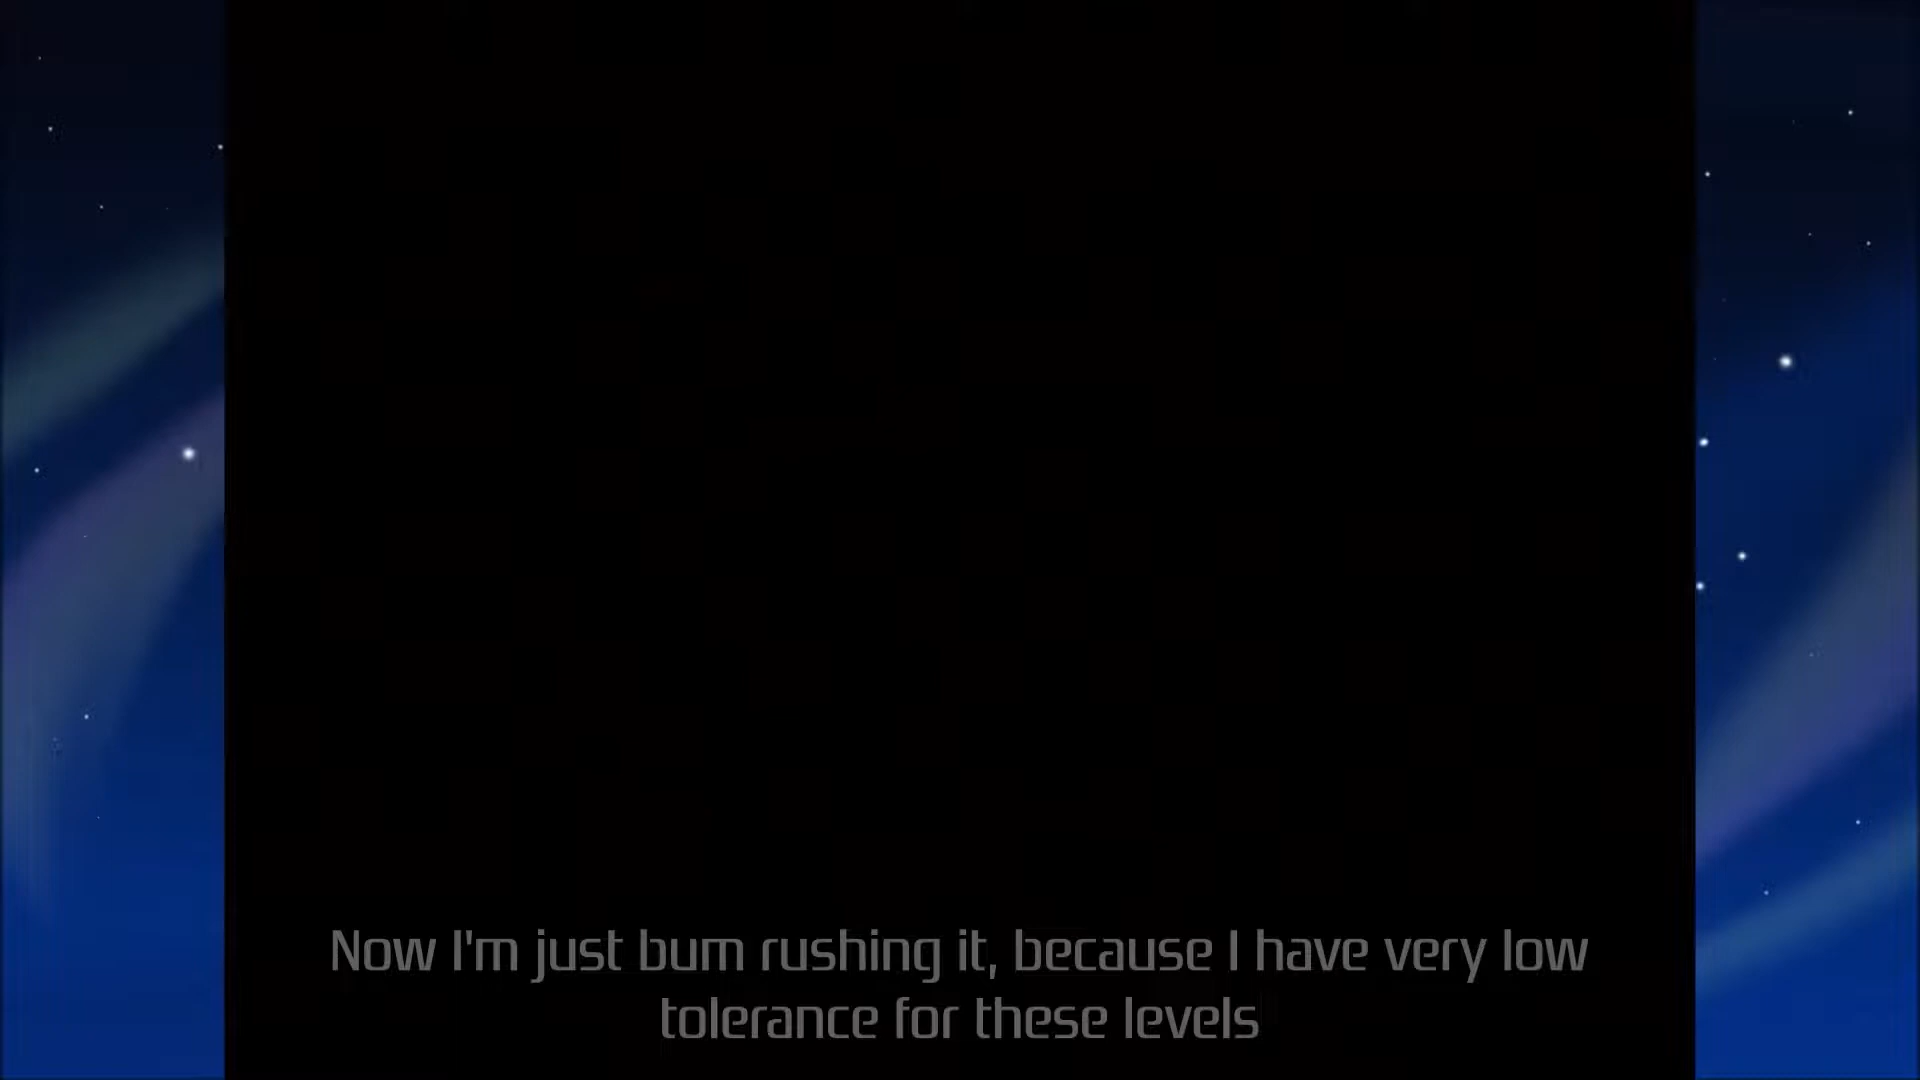 Now I'm just bum rushing it, because I have very low
tolerance for these levels